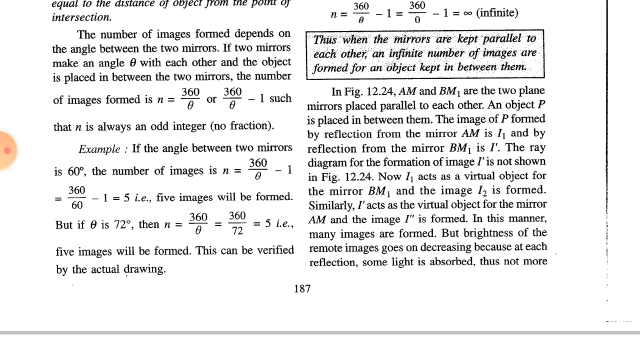 equal to the distance of object from the point of
intersection.
The number of images formed depends on
the angle between the two mirrors. If two mirrors
make an angle θ with each other and the object
is placed in between the two mirrors, the number
of images formed is n = 360/θ or 360/θ − 1 such
that n is always an odd integer (no fraction).
Example : If the angle between two mirrors
is 60°, the number of images is n = 360/θ − 1
= 360/60 − 1 = 5 i.e., five images will be formed.
But if θ is 72°, then n = 360/θ = 360/72 = 5 i.e.,
five images will be formed. This can be verified
by the actual drawing.
n = 360/θ − 1 = 360/0 − 1 = ∞ (infinite)
Thus when the mirrors are kept parallel to
each other, an infinite number of images are
formed for an object kept in between them.
In Fig. 12.24, AM and BM₁ are the two plane
mirrors placed parallel to each other. An object P
is placed in between them. The image of P formed
by reflection from the mirror AM is I₁ and by
reflection from the mirror BM₁ is I'. The ray
diagram for the formation of image I' is not shown
in Fig. 12.24. Now I₁ acts as a virtual object for
the mirror BM₁ and the image I₂ is formed.
Similarly, I' acts as the virtual object for the mirror
AM and the image I" is formed. In this manner,
many images are formed. But brightness of the
remote images goes on decreasing because at each
reflection, some light is absorbed, thus not more
187